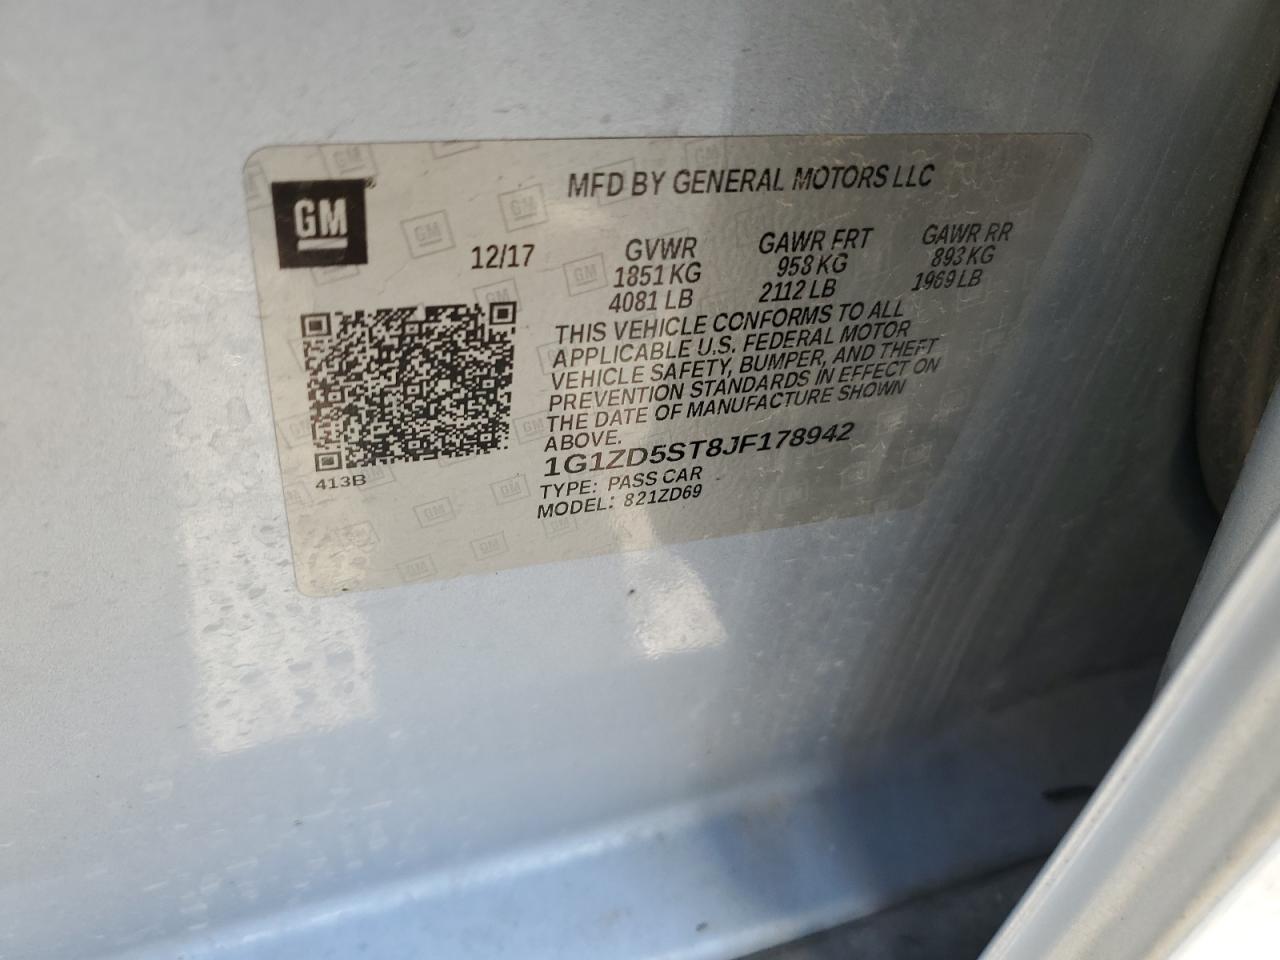 GM
MFD BY GENERAL MOTORS LLC
12/17
GVWR
1851 KG
4081 LB
GAWR FRT
958 KG
2112 LB
GAWR RR
893 KG
1969 LB
THIS VEHICLE CONFORMS TO ALL
APPLICABLE U.S. FEDERAL MOTOR
VEHICLE SAFETY, BUMPER, AND THEFT
PREVENTION STANDARDS IN EFFECT ON
THE DATE OF MANUFACTURE SHOWN
ABOVE.
1G1ZD5ST8JF178942
TYPE: PASS CAR
MODEL: 821ZD69
413B